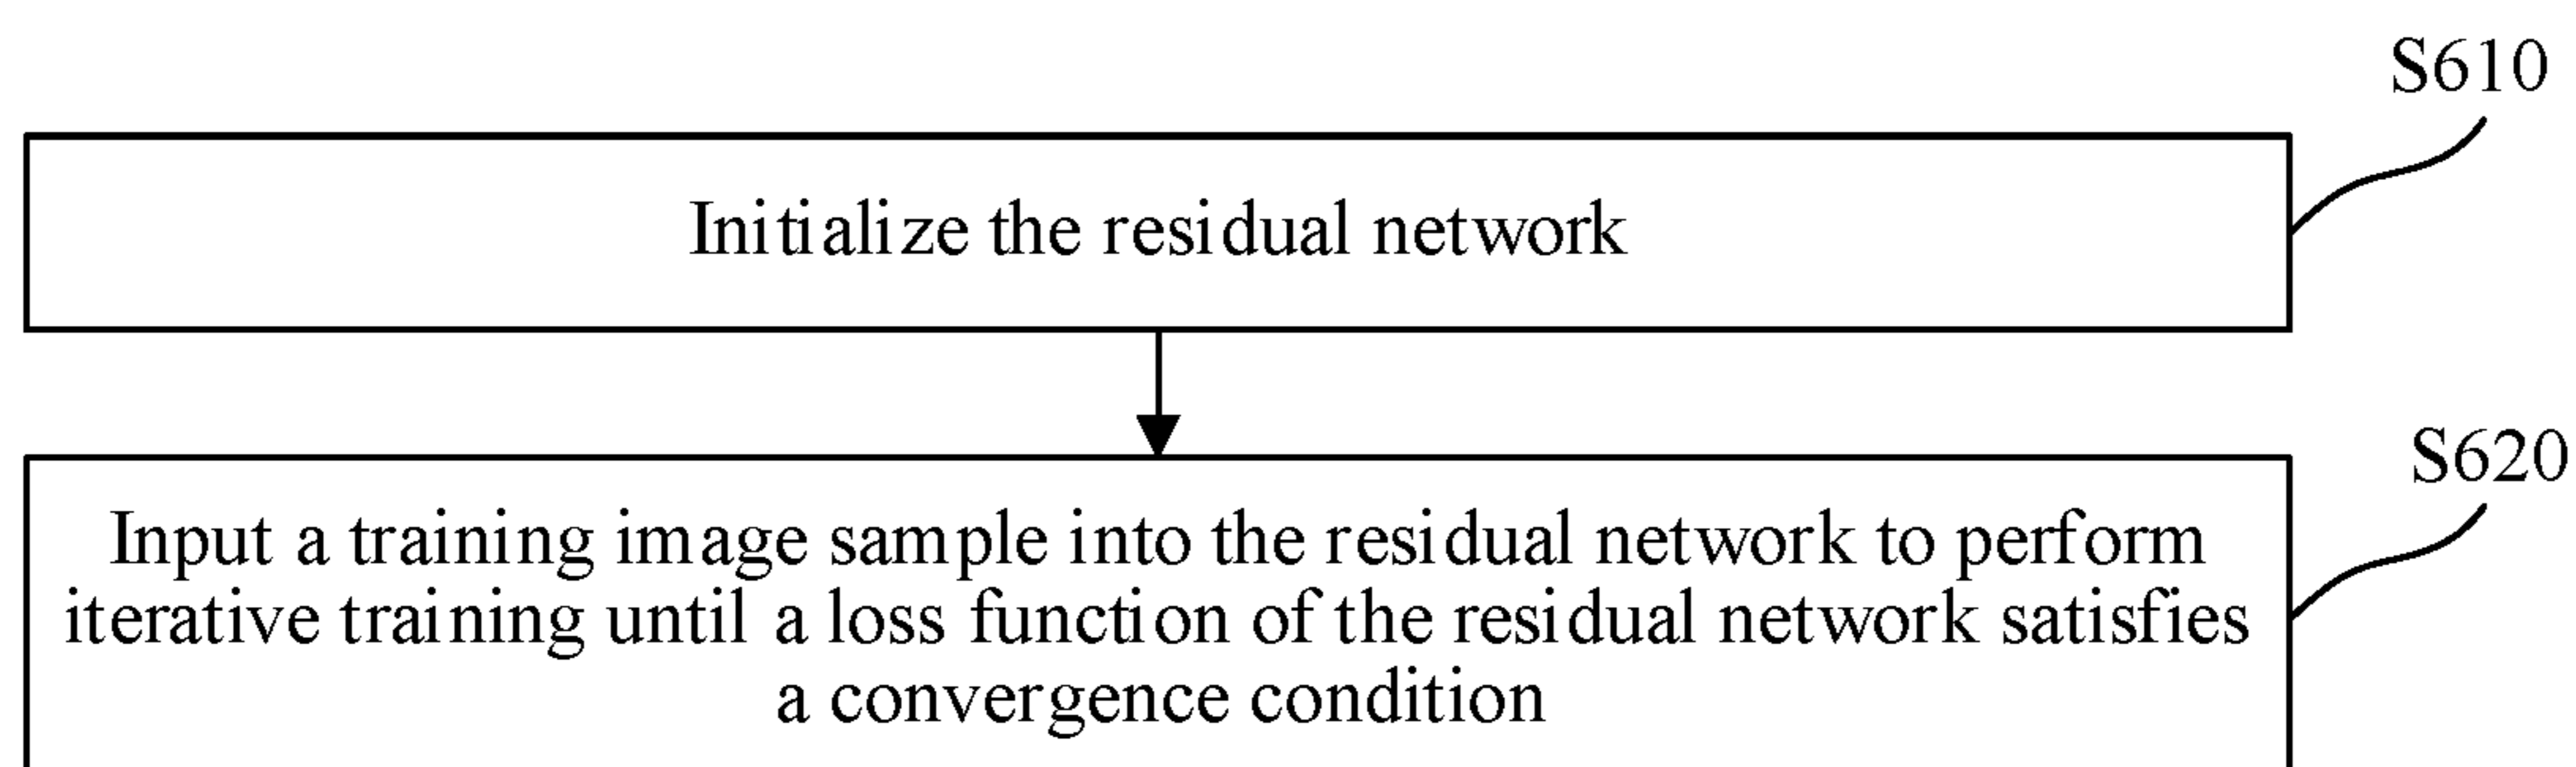 S610
Initialize the residual network
S620
Input a training image sample into the residual network to perform
iterative training until a loss function of the residual network satisfies
a convergence condition